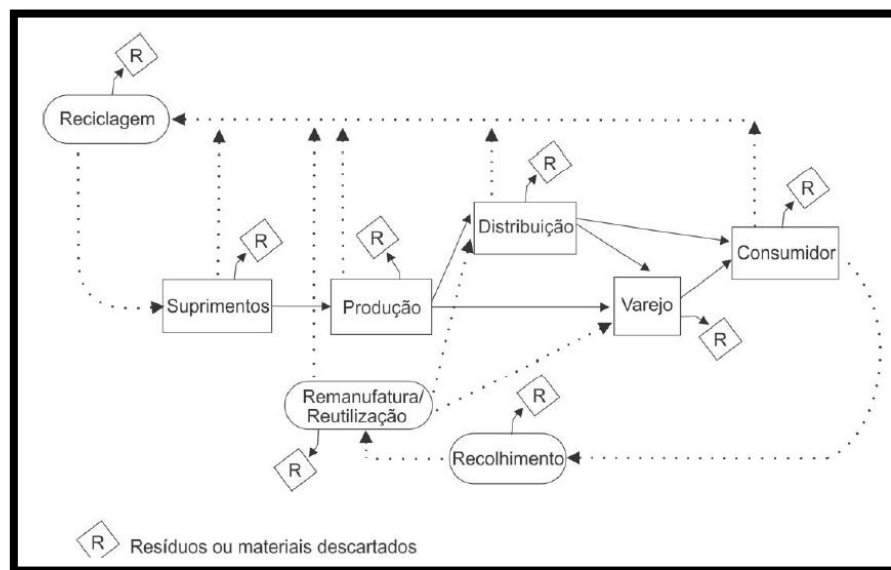 R
Reciclagem
R
Distribuição
R
Consumidor
R
Suprimentos
R
Produção
Varejo
R
Remanufatura/
Reutilização
R
R
Recolhimento
R Resíduos ou materiais descartados